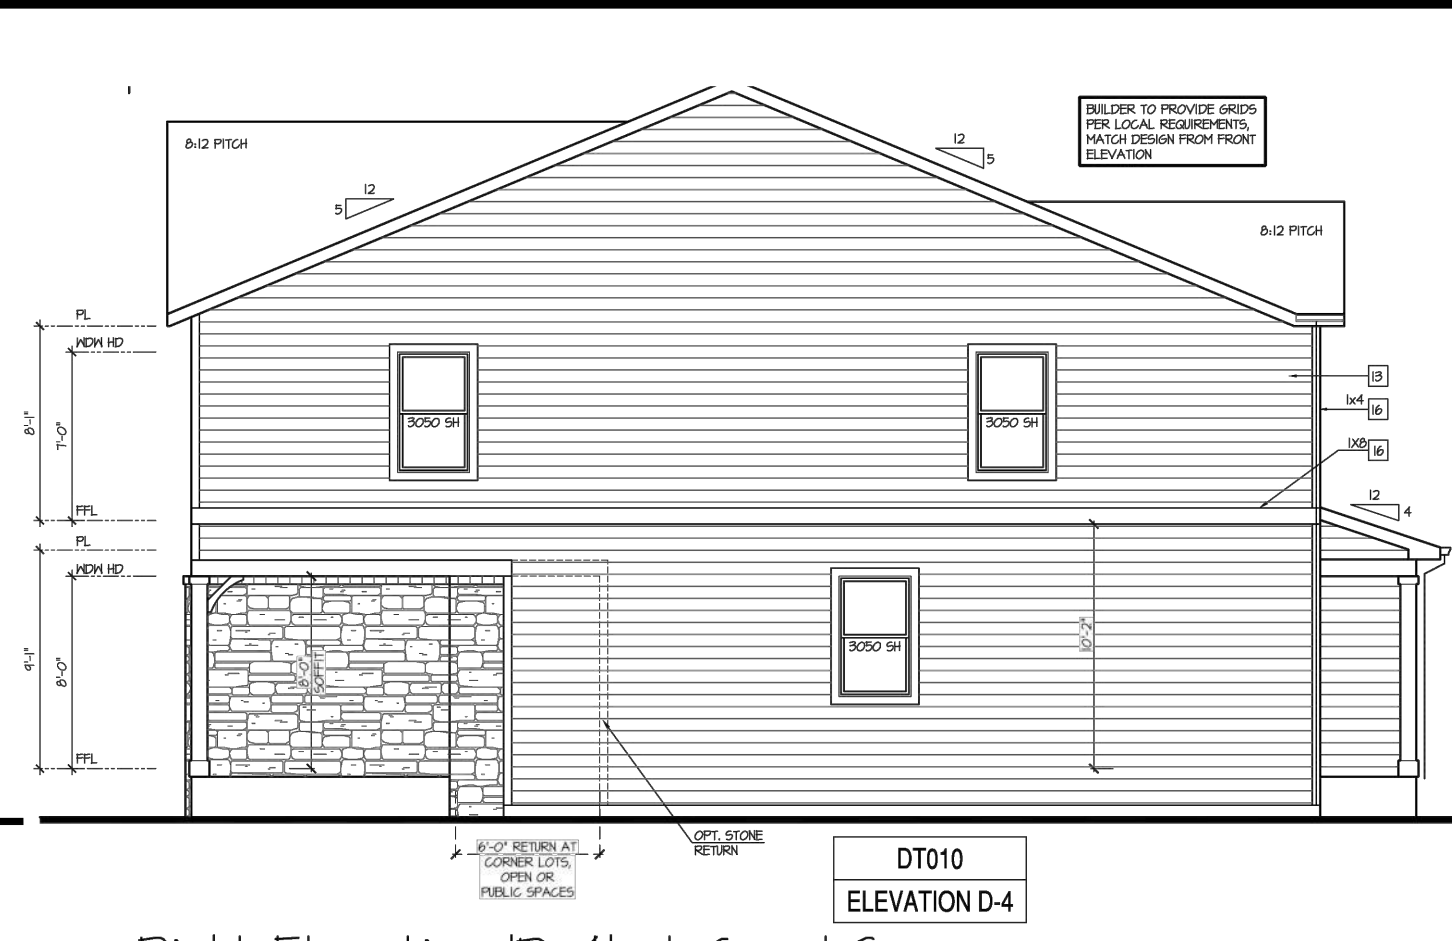 BUILDER TO PROVIDE GRIDS
PER LOCAL REQUIREMENTS,
MATCH DESIGN FROM FRONT
ELEVATION
8:12 PITCH
12
5
12
5
8:12 PITCH
PL
WDW HD
8'-1"
7'-0"
FFL
3050 SH
3050 SH
13
1x4
16
1X8
16
12
4
PL
WDW HD
9'-1"
8'-0"
FFL
8'-0"
SOFFIT
3050 SH
OPT. STONE
RETURN
6'-0" RETURN AT
CORNER LOTS,
OPEN OR
PUBLIC SPACES
DT010
ELEVATION D-4